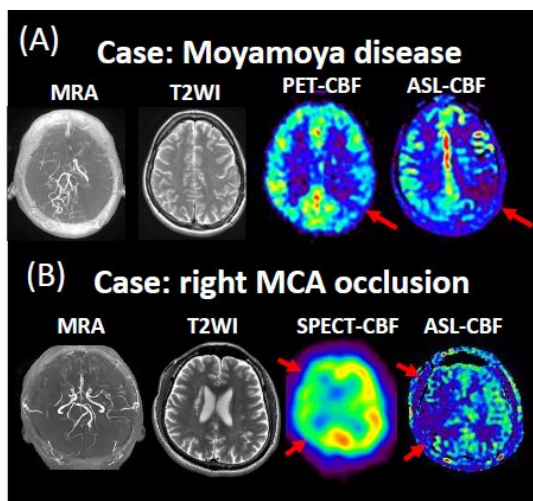 (A)
Case: Moyamoya disease
MRA T2WI PET-CBF ASL-CBF
(B)
Case: right MCA occlusion
MRA T2WI SPECT-CBF ASL-CBF